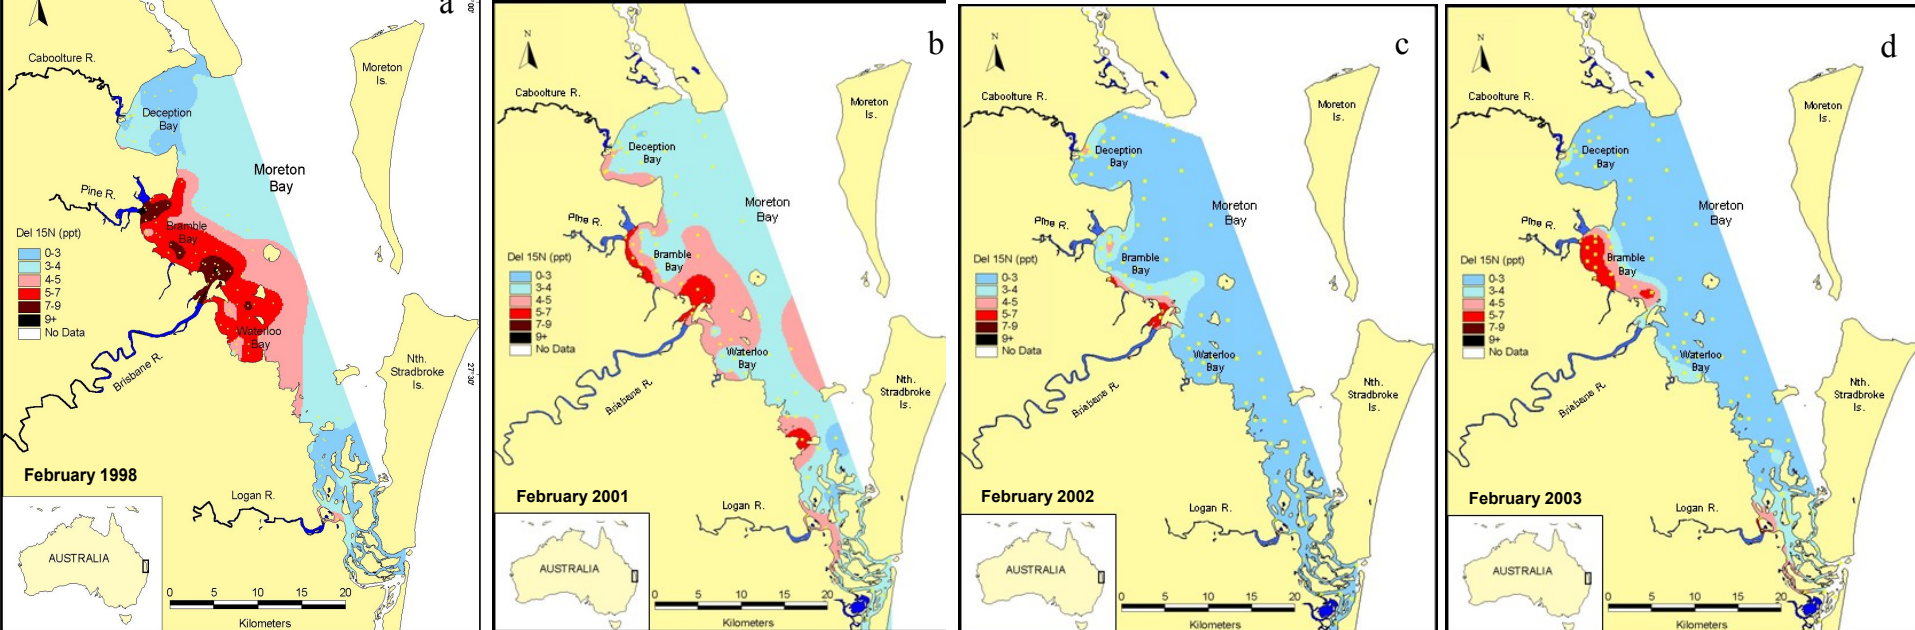 a
Caboolture R.
Moreton
Is.
Deception
Bay
Moreton
Bay
Pine R.
Bramble
Bay
Del 15N (ppt)
0-3
3-4
4-5
5-7
7-9
9+
No Data
Waterloo
Bay
Brisbane R.
Nth.
Stradbroke
Is.
27°30'
February 1998
Logan R.
AUSTRALIA
0 5 10 15 20
Kilometers
N
b
Caboolture R.
Moreton
Is.
Deception
Bay
Moreton
Bay
Pine R.
Bramble
Bay
Del 15N (ppt)
0-3
3-4
4-5
5-7
7-9
9+
No Data
Waterloo
Bay
Brisbane R.
Nth.
Stradbroke
Is.
February 2001
Logan R.
AUSTRALIA
0 5 10 15 20
Kilometers
N
c
Caboolture R.
Moreton
Is.
Deception
Bay
Moreton
Bay
Pine R.
Bramble
Bay
Del 15N (ppt)
0-3
3-4
4-5
5-7
7-9
9+
No Data
Waterloo
Bay
Brisbane R.
Nth.
Stradbroke
Is.
February 2002
Logan R.
AUSTRALIA
0 5 10 15 20
Kilometers
N
d
Caboolture R.
Moreton
Is.
Deception
Bay
Moreton
Bay
Pine R.
Bramble
Bay
Del 15N (ppt)
0-3
3-4
4-5
5-7
7-9
9+
No Data
Waterloo
Bay
Brisbane R.
Nth.
Stradbroke
Is.
February 2003
Logan R.
AUSTRALIA
0 5 10 15 20
Kilometers